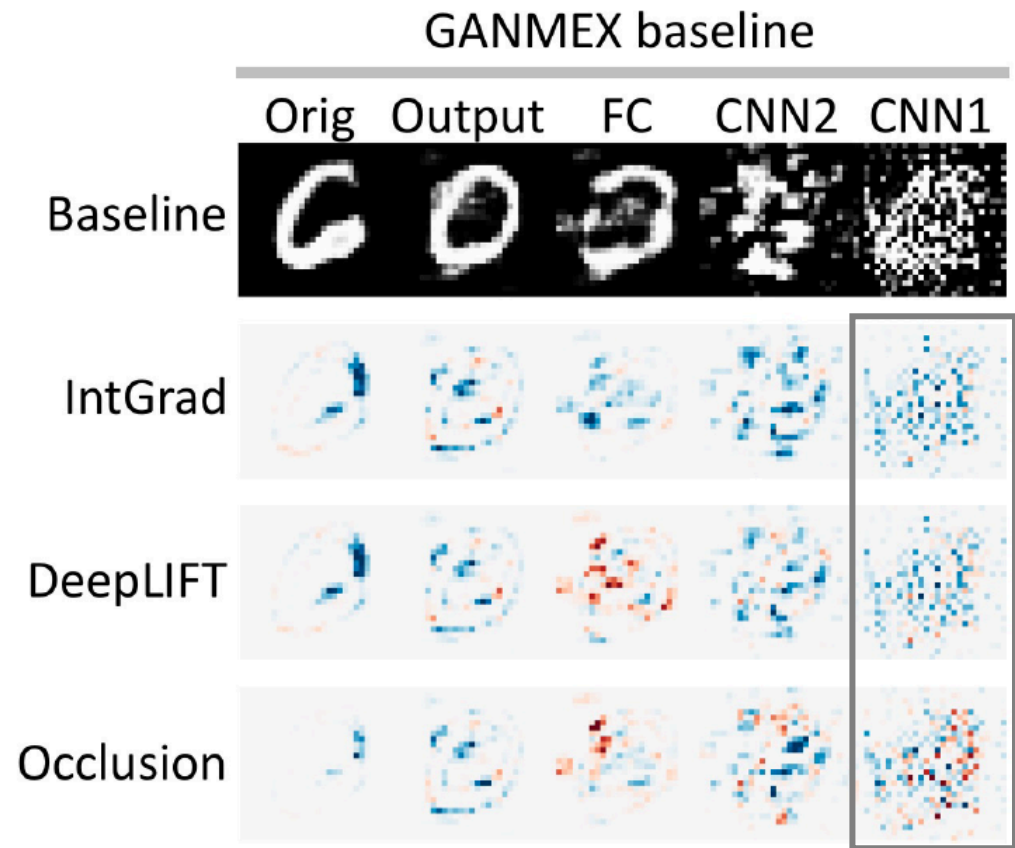 GANMEX baseline
Orig Output FC CNN2 CNN1
Baseline
IntGrad
DeepLIFT
Occlusion